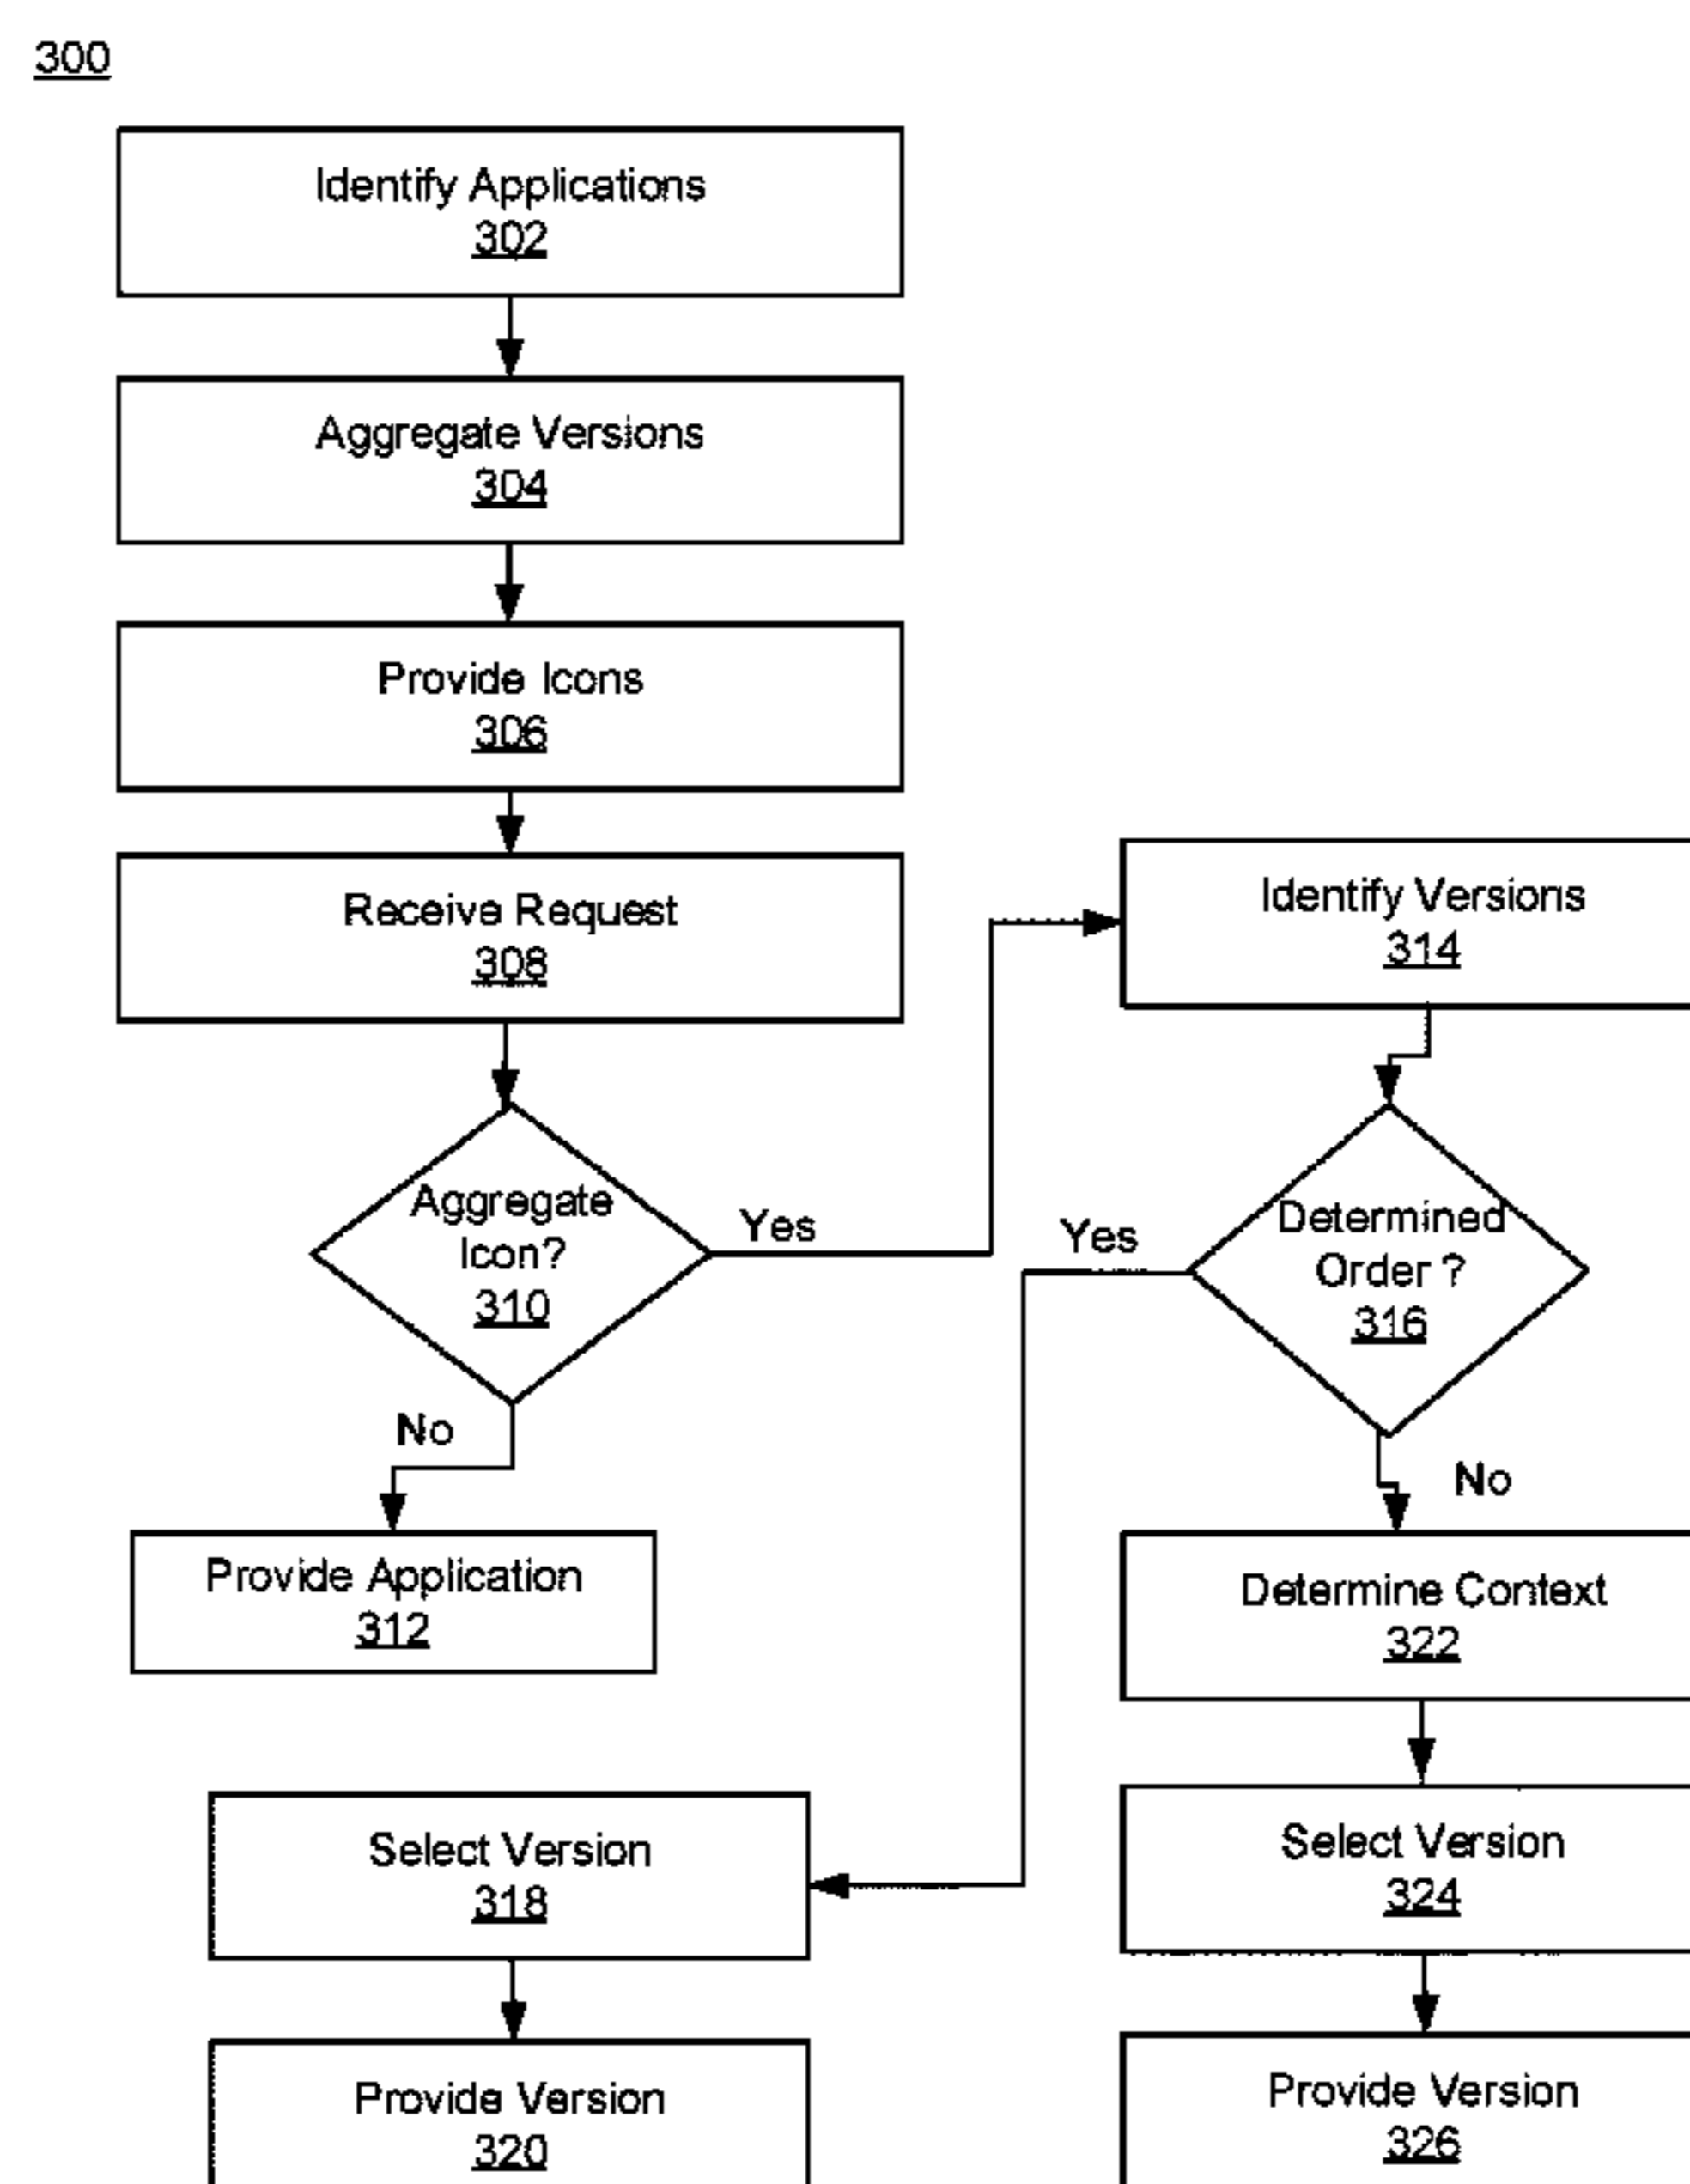 300
Identify Applications
302
Aggregate Versions
304
Provide Icons
306
Receive Request
308
Aggregate
Icon?
310
Yes
No
Provide Application
312
Identify Versions
314
Determined
Order ?
316
Yes
No
Select Version
318
Provide Version
320
Determine Context
322
Select Version
324
Provide Version
326